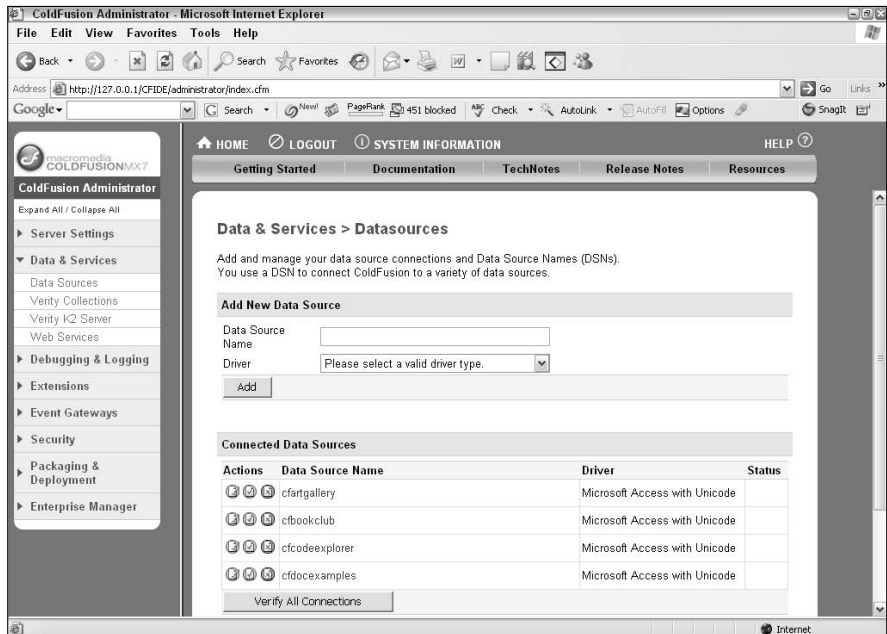 ColdFusion Administrator - Microsoft Internet Explorer
File Edit View Favorites Tools Help
Back Search Favorites
Address http://127.0.0.1/CFIDE/administrator/index.cfm Go Links »
Google Search New! PageRank 451 blocked ABC Check AutoLink AutoFill Options SnagIt
macromedia
COLDFUSION MX7
HOME LOGOUT SYSTEM INFORMATION HELP ?
Getting Started Documentation TechNotes Release Notes Resources
ColdFusion Administrator
Expand All / Collapse All
Server Settings
Data & Services
Data Sources
Verity Collections
Verity K2 Server
Web Services
Debugging & Logging
Extensions
Event Gateways
Security
Packaging &
Deployment
Enterprise Manager
Data & Services > Datasources
Add and manage your data source connections and Data Source Names (DSNs).
You use a DSN to connect ColdFusion to a variety of data sources.
Add New Data Source
Data Source
Name
Driver Please select a valid driver type.
Add
Connected Data Sources
Actions Data Source Name Driver Status
cfartgallery Microsoft Access with Unicode
cfbookclub Microsoft Access with Unicode
cfcodeexplorer Microsoft Access with Unicode
cfdocexamples Microsoft Access with Unicode
Verify All Connections
Internet